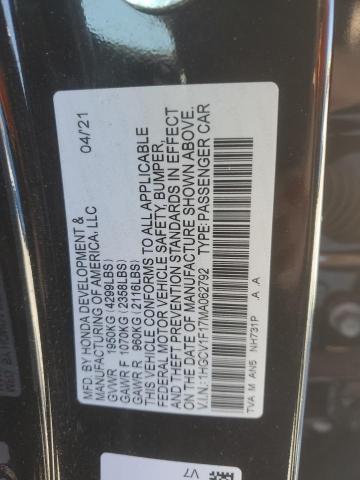 MFD. BY HONDA DEVELOPMENT &
MANUFACTURING OF AMERICA, LLC
04/21
GVWR 1950KG (4299LBS)
GAWR F 1070KG (2358LBS)
GAWR R 960KG (2116LBS)
THIS VEHICLE CONFORMS TO ALL APPLICABLE
FEDERAL MOTOR VEHICLE SAFETY, BUMPER,
AND THEFT PREVENTION STANDARDS IN EFFECT
ON THE DATE OF MANUFACTURE SHOWN ABOVE.
V.I.N.:1HGCV1F17MA062792 TYPE:PASSENGER CAR
TVA M AN5 NH731P A A
V7